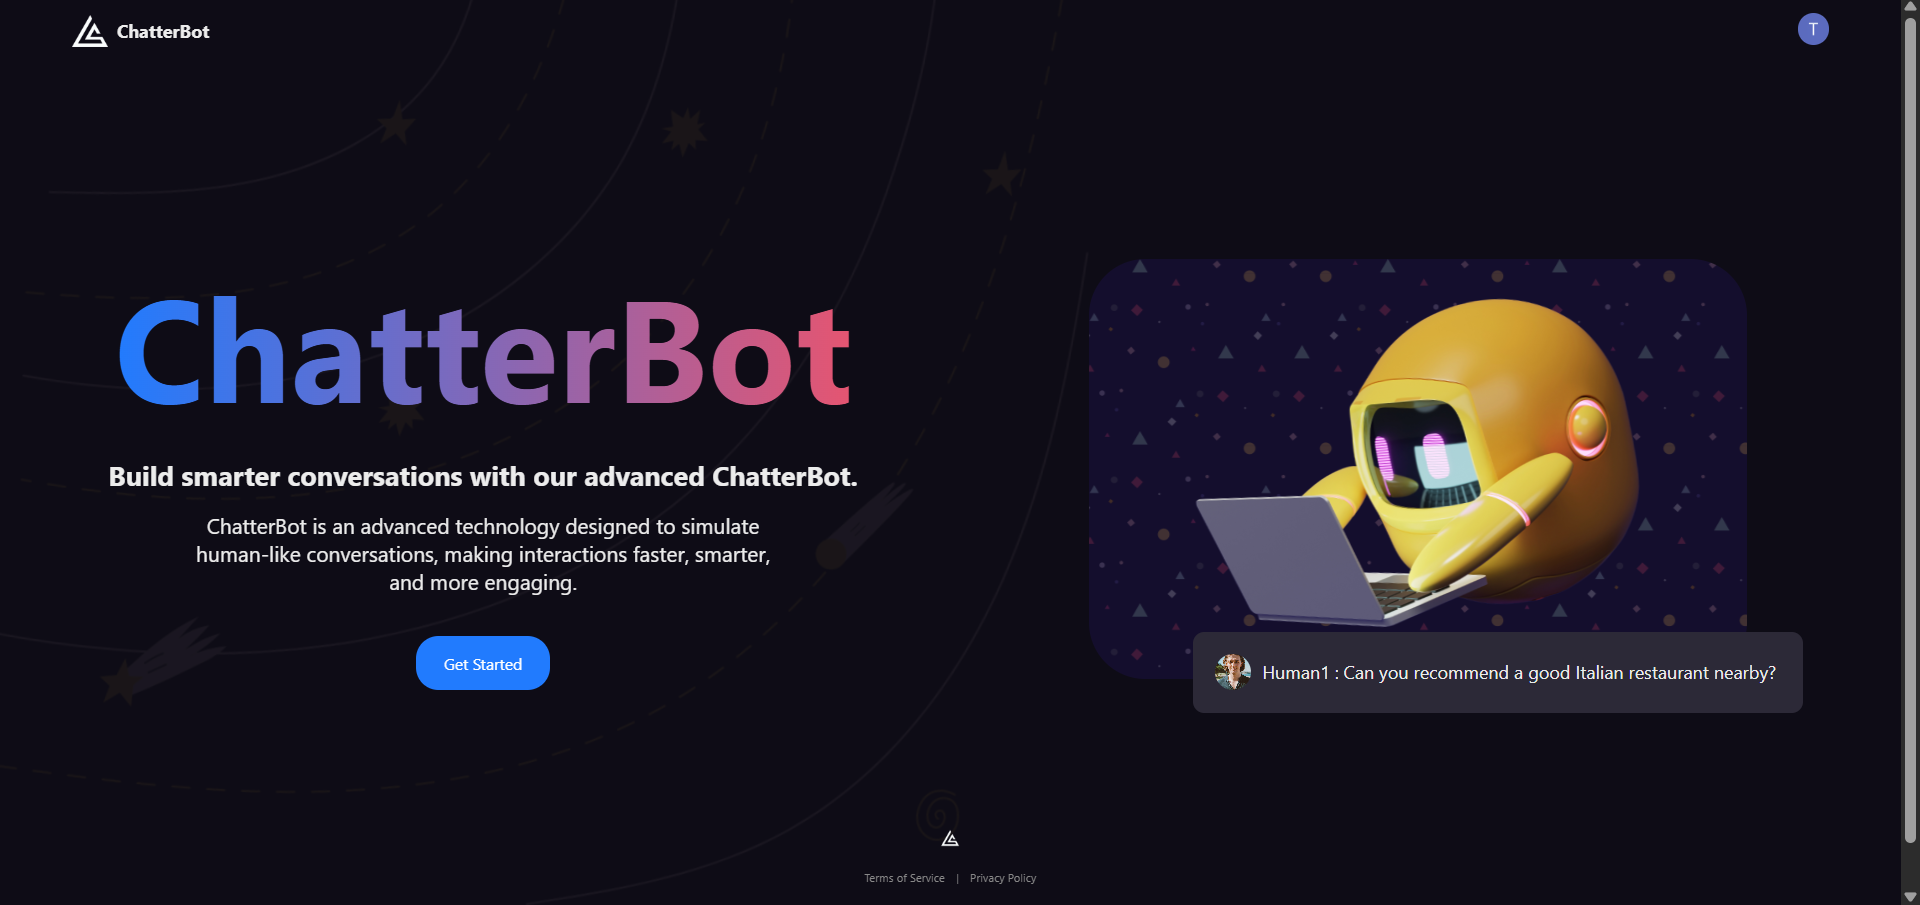 ChatterBot
T
ChatterBot
Build smarter conversations with our advanced ChatterBot.
ChatterBot is an advanced technology designed to simulate
human-like conversations, making interactions faster, smarter,
and more engaging.
Get Started
Human1 : Can you recommend a good Italian restaurant nearby?
Terms of Service | Privacy Policy